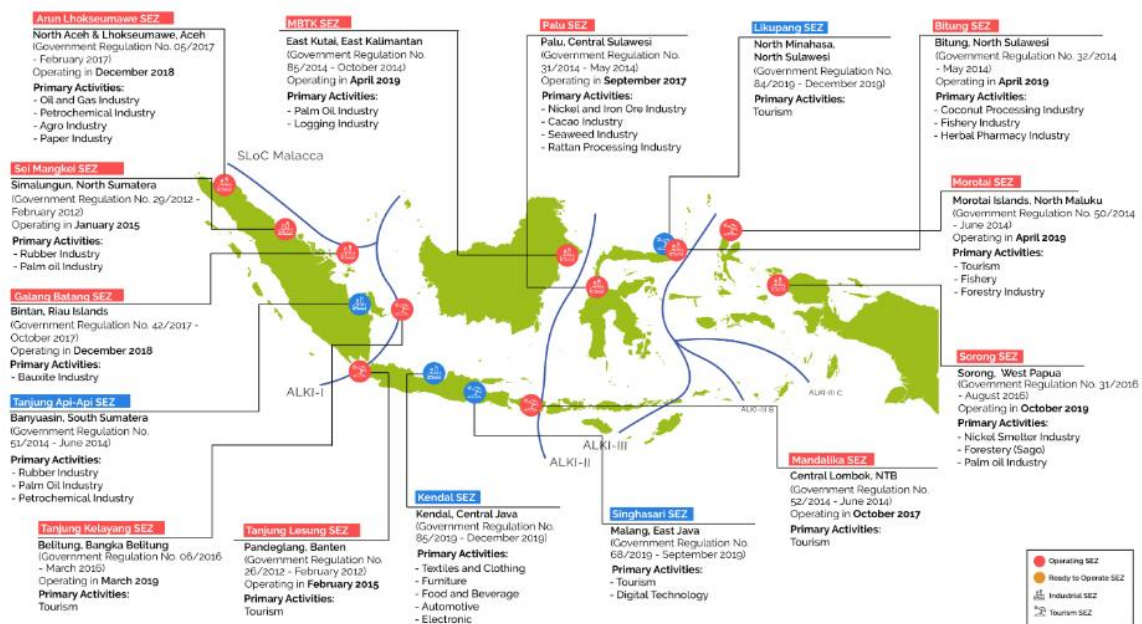 Arun Lhokseumawe SEZ
North Aceh & Lhokseumawe, Aceh
(Government Regulation No. 05/2017
- February 2017)
Operating in December 2018
Primary Activities:
- Oil and Gas Industry
- Petrochemical Industry
- Agro Industry
- Paper Industry
MBTK SEZ
East Kutai, East Kalimantan
(Government Regulation No.
85/2014 - October 2014)
Operating in April 2019
Primary Activities:
- Palm Oil Industry
- Logging Industry
Palu SEZ
Palu, Central Sulawesi
(Government Regulation No.
31/2014 - May 2014)
Operating in September 2017
Primary Activities:
- Nickel and Iron Ore Industry
- Cacao Industry
- Seaweed Industry
- Rattan Processing Industry
Likupang SEZ
North Minahasa,
North Sulawesi
(Government Regulation No.
84/2019 - December 2019)
Primary Activities:
Tourism
Bitung SEZ
Bitung, North Sulawesi
(Government Regulation No. 32/2014
- May 2014)
Operating in April 2019
Primary Activities:
- Coconut Processing Industry
- Fishery Industry
- Herbal Pharmacy Industry
SLoC Malacca
Sei Mangkei SEZ
Simalungun, North Sumatera
(Government Regulation No. 29/2012 -
February 2012)
Operating in January 2015
Primary Activities:
- Rubber Industry
- Palm oil Industry
Morotai SEZ
Morotai Islands, North Maluku
(Government Regulation No. 50/2014
- June 2014)
Operating in April 2019
Primary Activities:
- Tourism
- Fishery
- Forestry Industry
Galang Batang SEZ
Bintan, Riau Islands
(Government Regulation No. 42/2017 -
October 2017)
Operating in December 2018
Primary Activities:
- Bauxite Industry
Sorong SEZ
Sorong, West Papua
(Government Regulation No. 31/2016
- August 2016)
Operating in October 2019
Primary Activities:
- Nickel Smelter Industry
- Forestery (Sago)
- Palm oil Industry
Tanjung Api-Api SEZ
Banyuasin, South Sumatera
(Government Regulation No.
51/2014 - June 2014)
Primary Activities:
- Rubber Industry
- Palm Oil Industry
- Petrochemical Industry
ALKI-I
ALKI-II
ALKI-III
ALKI-III B
ALKI-III C
Mandalika SEZ
Central Lombok, NTB
(Government Regulation No.
52/2014 - June 2014)
Operating in October 2017
Primary Activities:
Tourism
Tanjung Kelayang SEZ
Belitung, Bangka Belitung
(Government Regulation No. 06/2016
- March 2016)
Operating in March 2019
Primary Activities:
Tourism
Tanjung Lesung SEZ
Pandeglang, Banten
(Government Regulation No.
26/2012 - February 2012)
Operating in February 2015
Primary Activities:
Tourism
Kendal SEZ
Kendal, Central Java
(Government Regulation No.
85/2019 - December 2019)
Primary Activities:
- Textiles and Clothing
- Furniture
- Food and Beverage
- Automotive
- Electronic
Singhasari SEZ
Malang, East Java
(Government Regulation No.
68/2019 - September 2019)
Primary Activities:
- Tourism
- Digital Technology
Operating SEZ
Ready to Operate SEZ
Industrial SEZ
Tourism SEZ